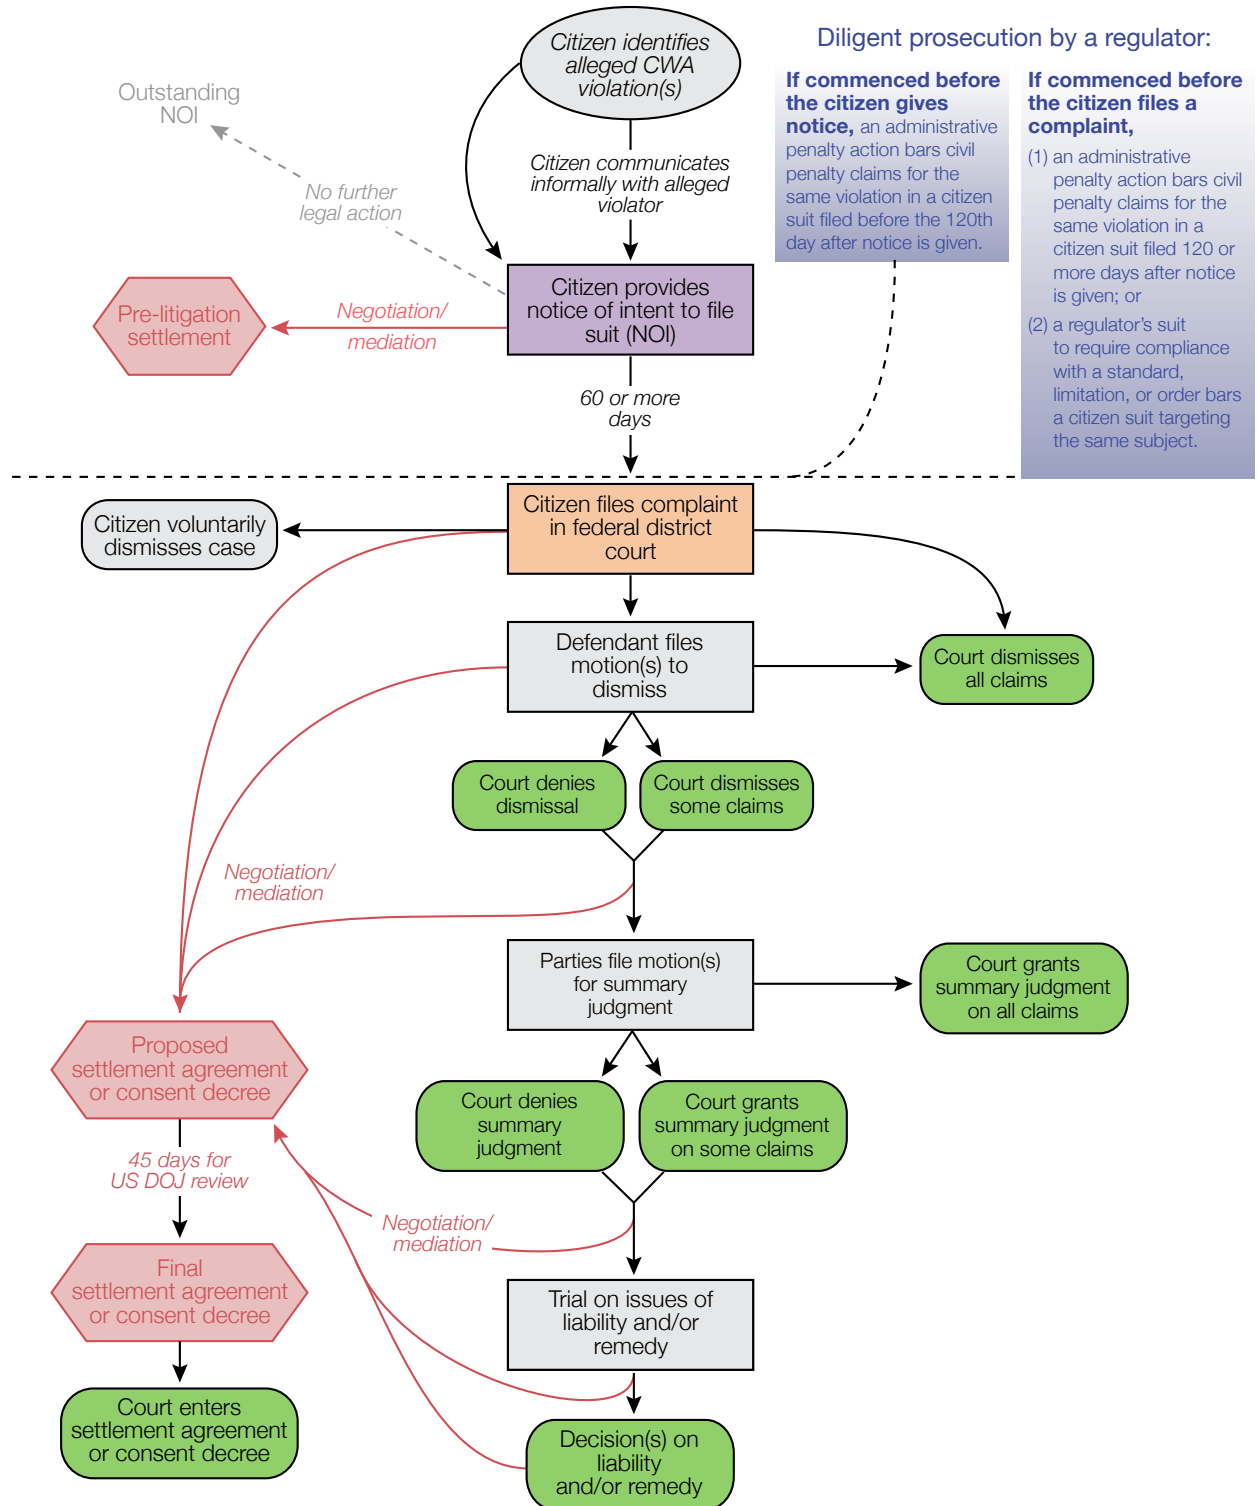 Citizen identifies
alleged CWA
violation(s)
Diligent prosecution by a regulator:
If commenced before
the citizen gives
notice, an administrative
penalty action bars civil
penalty claims for the
same violation in a citizen
suit filed before the 120th
day after notice is given.
If commenced before
the citizen files a
complaint,
(1) an administrative
penalty action bars civil
penalty claims for the
same violation in a
citizen suit filed 120 or
more days after notice
is given; or
(2) a regulator’s suit
to require compliance
with a standard,
limitation, or order bars
a citizen suit targeting
the same subject.
Outstanding
NOI
No further
legal action
Citizen communicates
informally with alleged
violator
Citizen provides
notice of intent to file
suit (NOI)
Negotiation/
mediation
Pre-litigation
settlement
60 or more
days
Citizen files complaint
in federal district
court
Citizen voluntarily
dismisses case
Defendant files
motion(s) to
dismiss
Court dismisses
all claims
Court denies
dismissal
Court dismisses
some claims
Negotiation/
mediation
Parties file motion(s)
for summary
judgment
Court grants
summary judgment
on all claims
Proposed
settlement agreement
or consent decree
Court denies
summary
judgment
Court grants
summary judgment
on some claims
45 days for
US DOJ review
Negotiation/
mediation
Final
settlement agreement
or consent decree
Trial on issues of
liability and/or
remedy
Court enters
settlement agreement
or consent decree
Decision(s) on
liability
and/or remedy